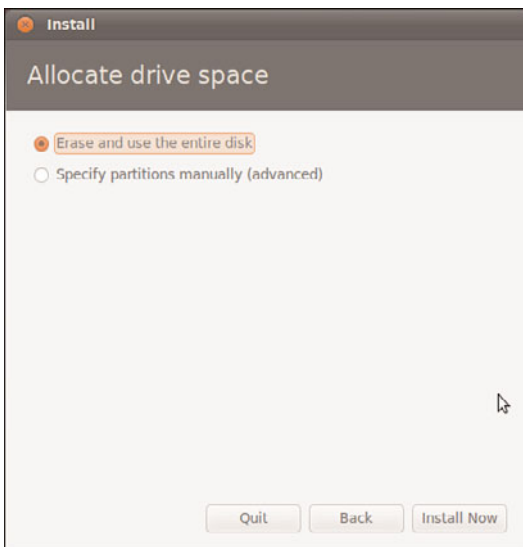 Install
Allocate drive space
Erase and use the entire disk
Specify partitions manually (advanced)
Quit Back Install Now